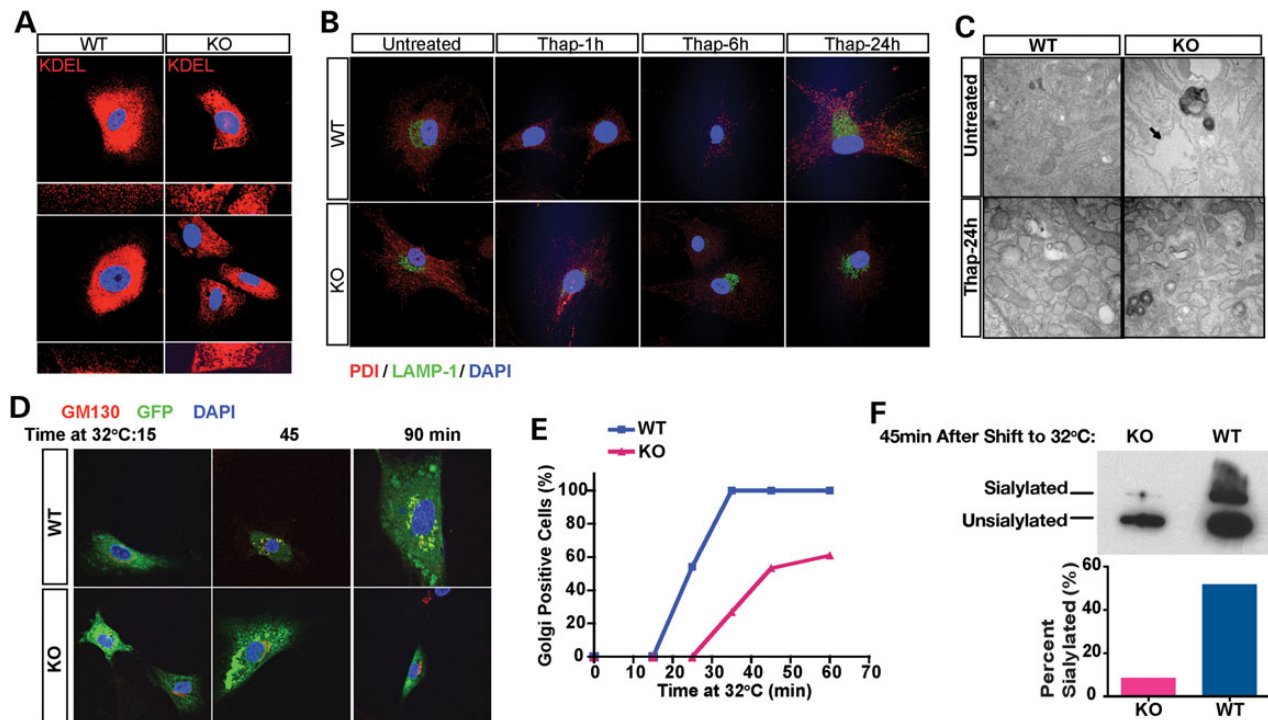 A
WT KO
KDEL KDEL
B
Untreated Thap-1h Thap-6h Thap-24h
WT
KO
PDI / LAMP-1 / DAPI
C
WT KO
Untreated
Thap-24h
D
GM130 GFP DAPI
Time at 32°C:15 45 90 min
WT
KO
E
WT
KO
Golgi Positive Cells (%)
100
80
60
40
20
0
0 10 20 30 40 50 60 70
Time at 32°C (min)
F
45min After Shift to 32°C: KO WT
Sialylated
Unsialylated
Percent
Sialylated (%)
60
40
20
0
KO WT